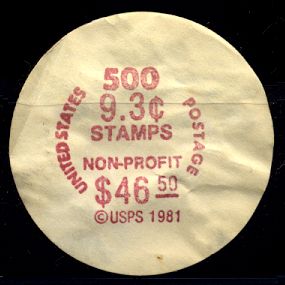 500
9.3¢
STAMPS
UNITED STATES
POSTAGE
NON-PROFIT
$46 50
©USPS 1981